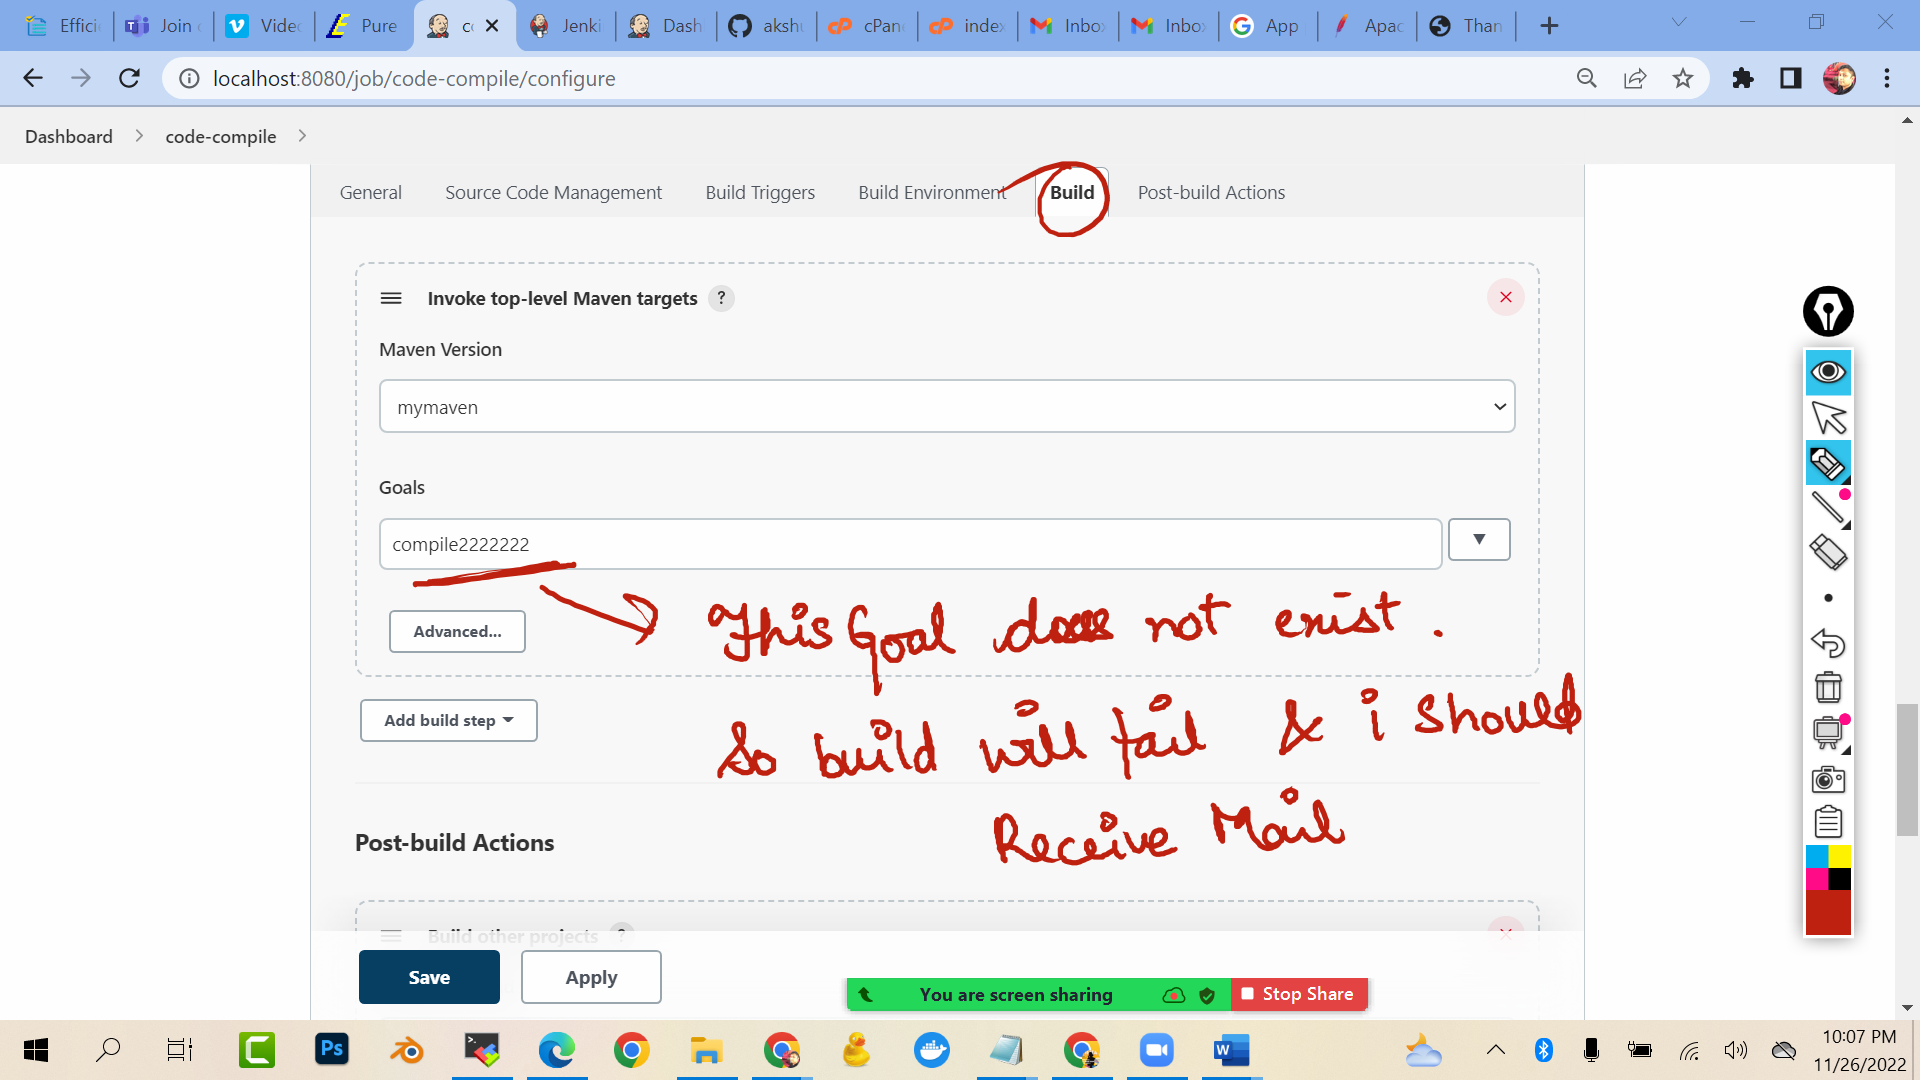 Effici
Join
Video
Pure
co
Jenki
Dash
akshu
cPan
index
Inbox
Inbox
App
Apac
Than
localhost:8080/job/code-compile/configure
Dashboard
code-compile
General
Source Code Management
Build Triggers
Build Environment
Build
Post-build Actions
Invoke top-level Maven targets ?
Maven Version
mymaven
Goals
compile2222222
This Goal does not exist.
Advanced...
So build will fail & i should
Add build step
Receive Mail
Post-build Actions
Build other projects ?
Save
Apply
You are screen sharing
Stop Share
Ps
W
10:07 PM
11/26/2022